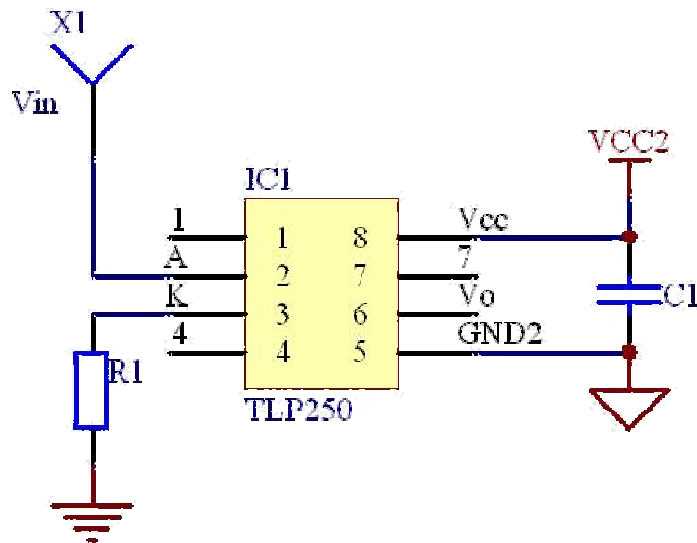 X1
Vin
VCC2
IC1
1 1 8 Vcc
A 2 7 7
K 3 6 Vo
4 4 5 GND2
C1
R1
TLP250